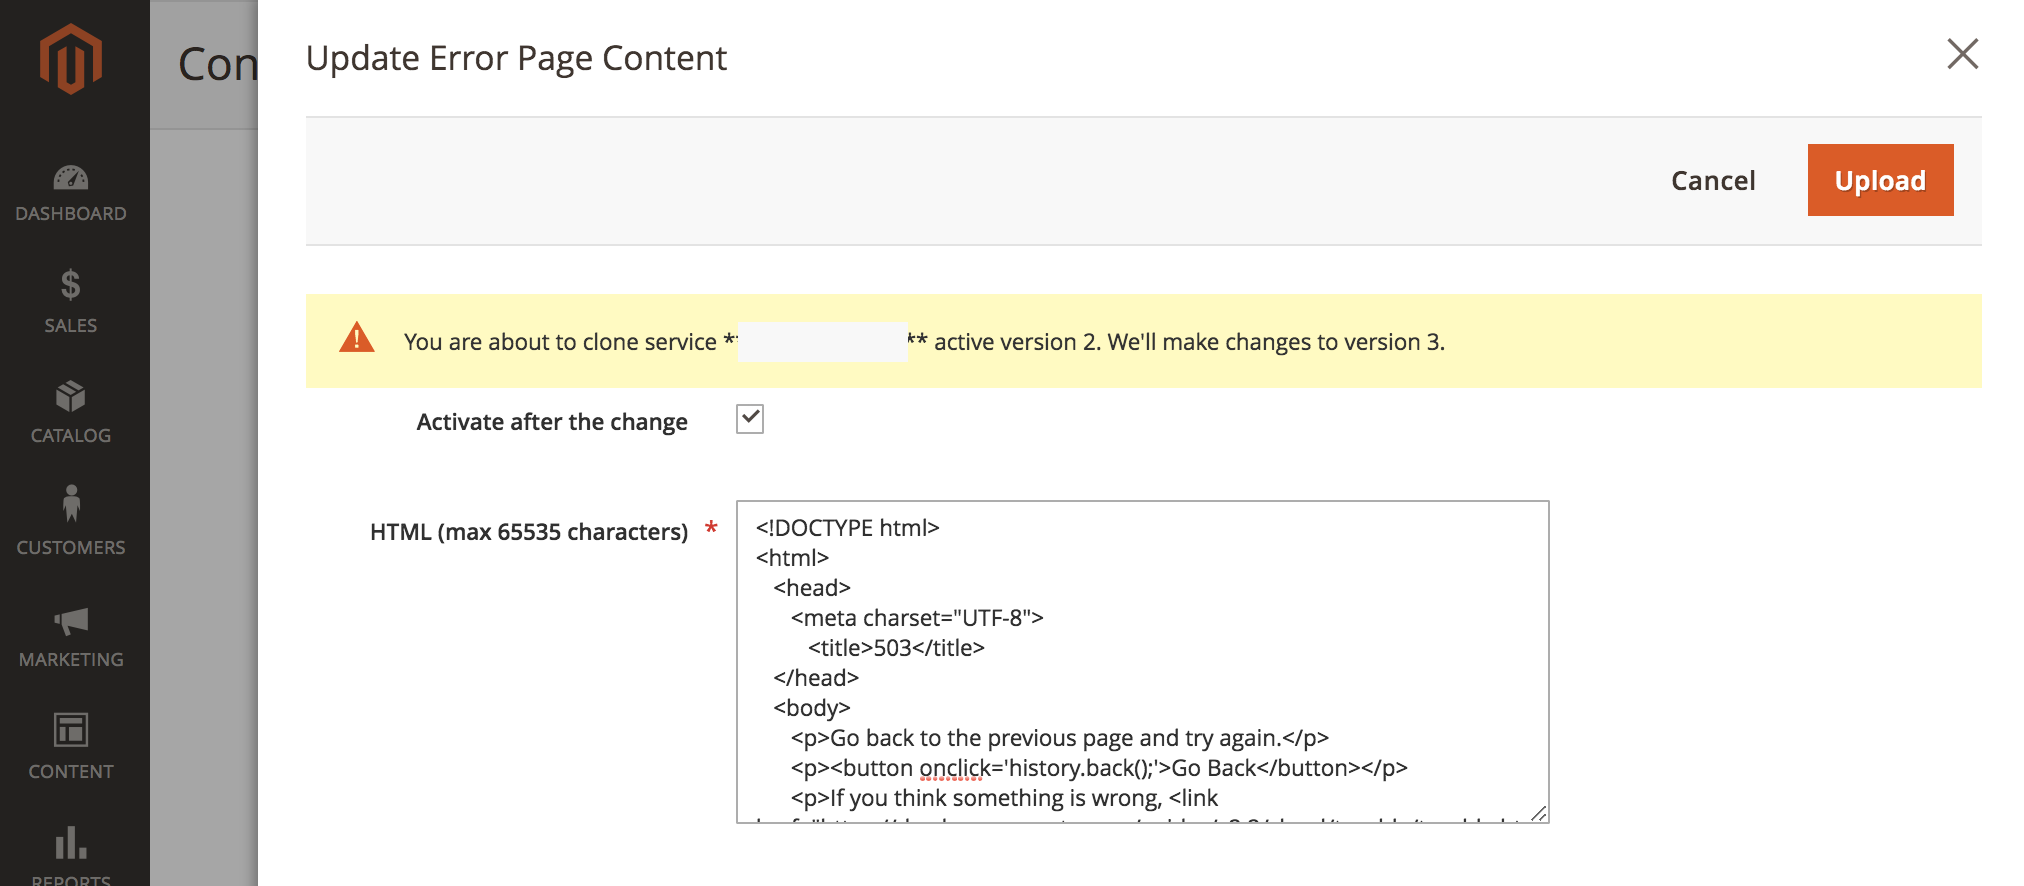 Con
Update Error Page Content
Cancel
Upload
DASHBOARD
SALES
CATALOG
CUSTOMERS
MARKETING
CONTENT
REPORTS
You are about to clone service ** ** active version 2. We'll make changes to version 3.
Activate after the change
HTML (max 65535 characters) *
<!DOCTYPE html>
<html>
<head>
<meta charset="UTF-8">
<title>503</title>
</head>
<body>
<p>Go back to the previous page and try again.</p>
<p><button onclick='history.back();'>Go Back</button></p>
<p>If you think something is wrong, <link